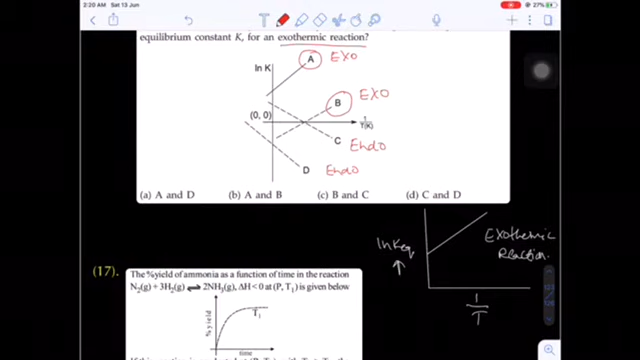 2:20 AM Sat 13 Jun
27%
equilibrium constant K, for an exothermic reaction?
A
EXO
ln K
B
EXO
(0, 0)
1
T(K)
C
Endo
D
Endo
(a) A and D (b) A and B (c) B and C (d) C and D
ln Keq
Exothermic
Reaction.
1
T
(17).
The %yield of ammonia as a function of time in the reaction
N₂(g) + 3H₂(g) ⇌ 2NH₃(g), ΔH < 0 at (P, T₁) is given below
% yield
T₁
time